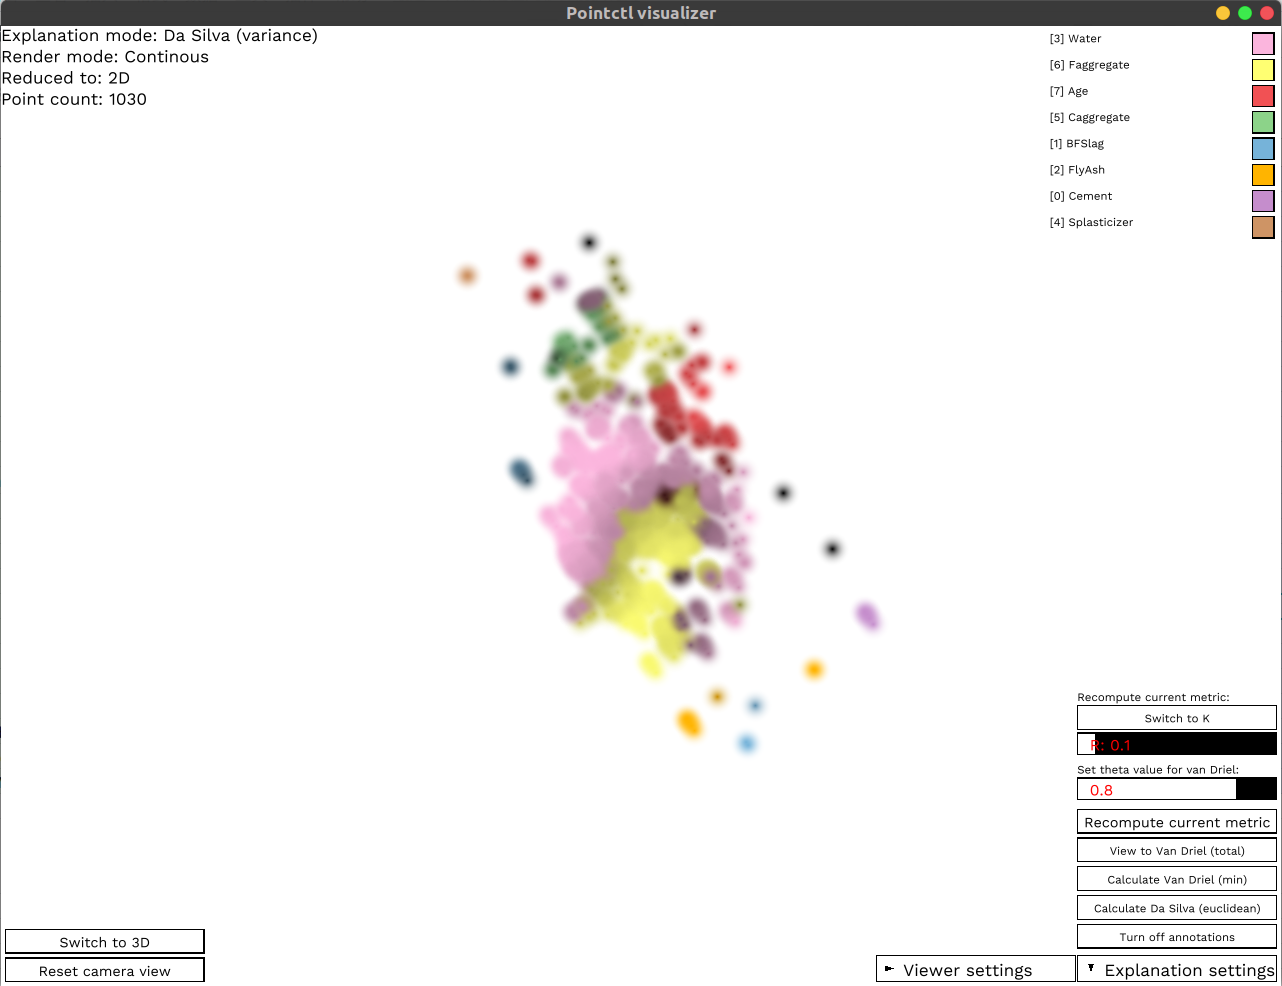 Pointctl visualizer
Explanation mode: Da Silva (variance)
Render mode: Continous
Reduced to: 2D
Point count: 1030
[3] Water
[6] Faggregate
[7] Age
[5] Caggregate
[1] BFSlag
[2] FlyAsh
[0] Cement
[4] Splasticizer
Recompute current metric:
Switch to K
R: 0.1
Set theta value for van Driel:
0.8
Recompute current metric
View to Van Driel (total)
Calculate Van Driel (min)
Calculate Da Silva (euclidean)
Turn off annotations
Switch to 3D
Reset camera view
Viewer settings
Explanation settings